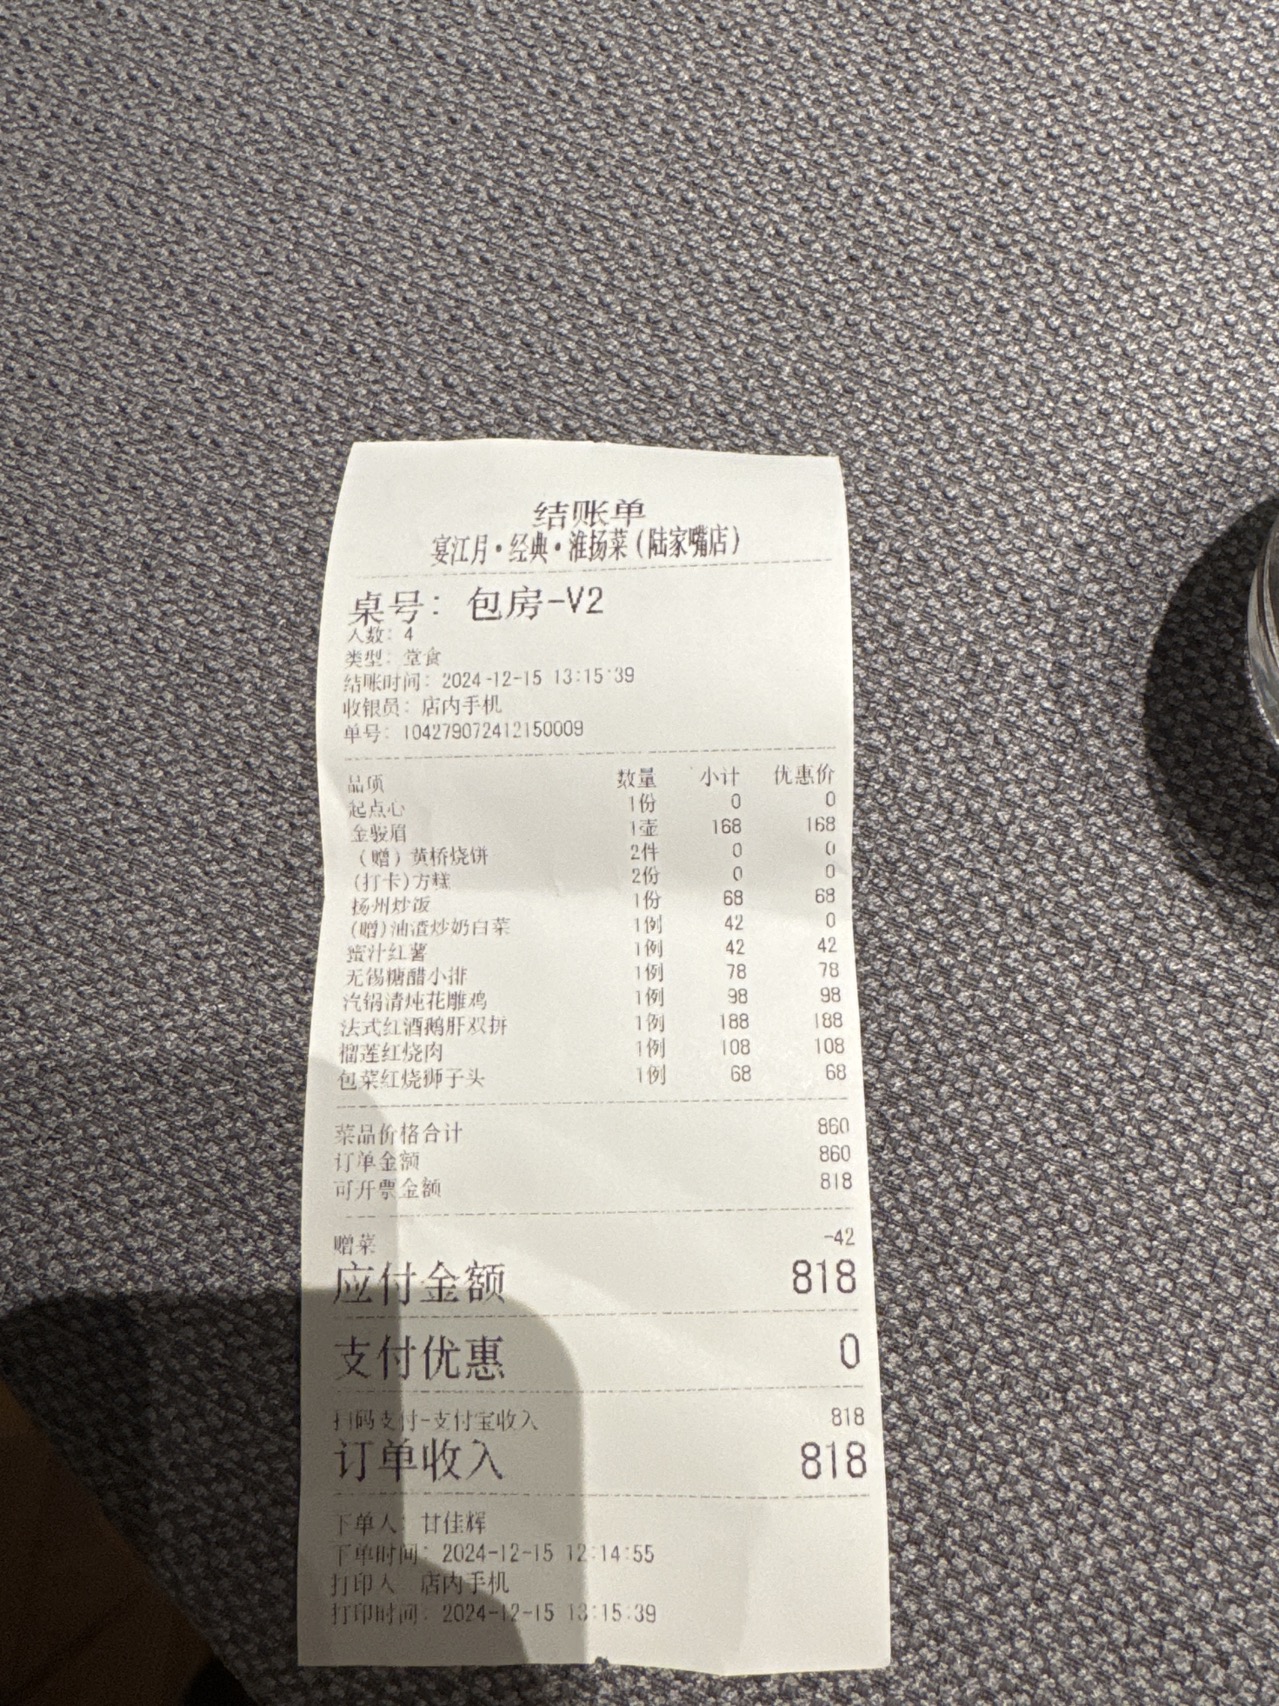 结账单
宴江月·经典·淮扬菜(陆家嘴店)
桌号: 包房-V2
人数: 4
类型: 堂食
结账时间: 2024-12-15 13:15:39
收银员: 店内手机
单号: 104279072412150009
品项 数量 小计 优惠价
起点心 1份 0 0
金骏眉 1壶 168 168
(赠)黄桥烧饼 2件 0 0
(打卡)方糕 2份 0 0
扬州炒饭 1份 68 68
(赠)油渣炒奶白菜 1例 42 0
蜜汁红薯 1例 42 42
无锡糖醋小排 1例 78 78
汽锅清炖花雕鸡 1例 98 98
法式红酒鹅肝双拼 1例 188 188
榴莲红烧肉 1例 108 108
包菜红烧狮子头 1例 68 68
菜品价格合计 860
订单金额 860
可开票金额 818
赠菜 -42
应付金额 818
支付优惠 0
扫码支付-支付宝收入 818
订单收入 818
下单人: 甘佳辉
下单时间: 2024-12-15 12:14:55
打印人: 店内手机
打印时间: 2024-12-15 13:15:39